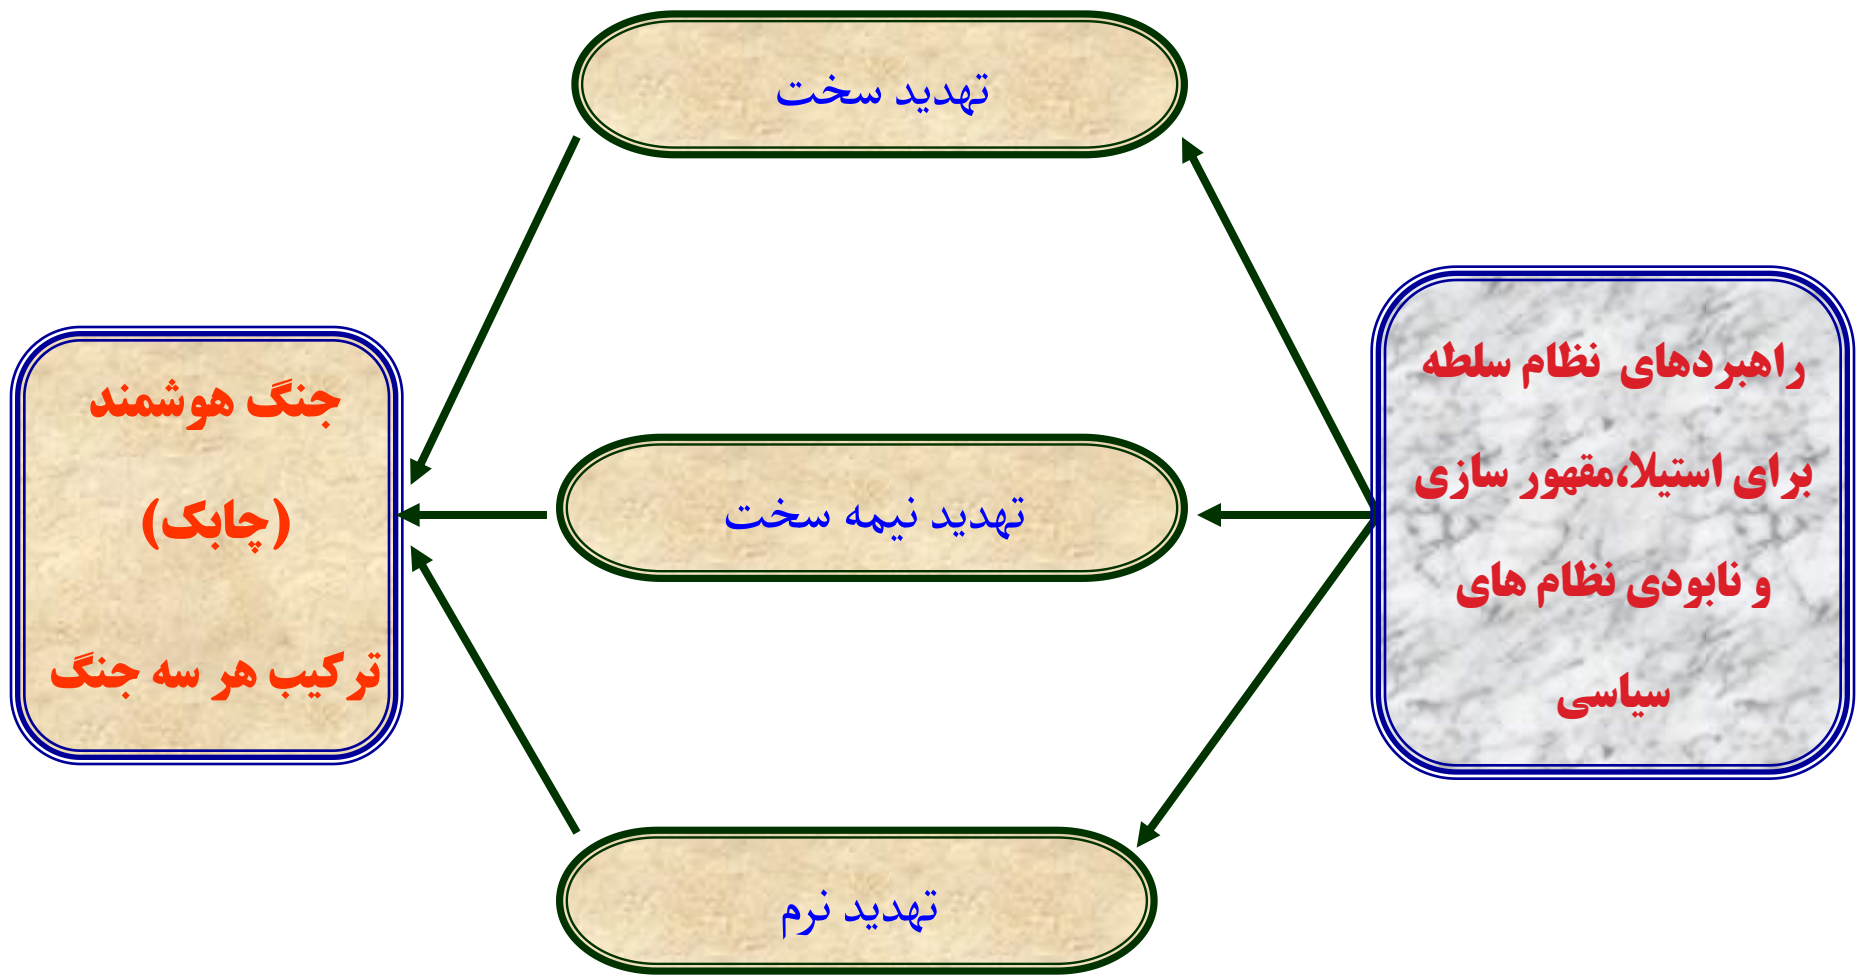 راهبردهای نظام سلطه
برای استیلا،مقهور سازی
و نابودی نظام های
سیاسی
تهدید سخت
تهدید نیمه سخت
تهدید نرم
جنگ هوشمند
(چابک)
ترکیب هر سه جنگ